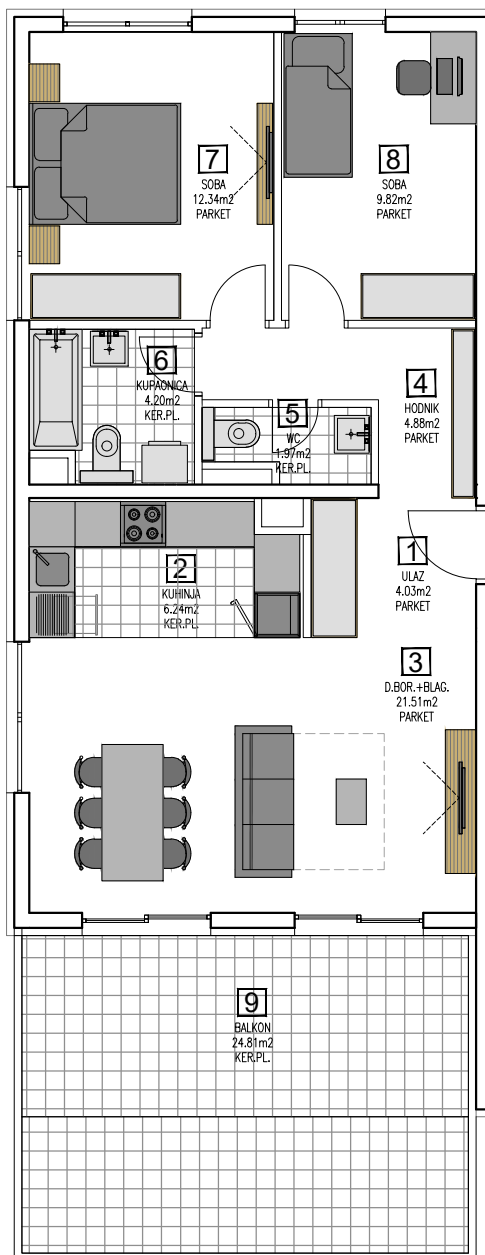 7
SOBA
12.34m2
PARKET
8
SOBA
9.82m2
PARKET
6
KUPAONICA
4.20m2
KER.PL.
4
HODNIK
4.88m2
PARKET
5
WC
1.97m2
KER.PL.
1
ULAZ
4.03m2
PARKET
2
KUHINJA
6.24m2
KER.PL.
3
D.BOR.+BLAG.
21.51m2
PARKET
9
BALKON
24.81m2
KER.PL.